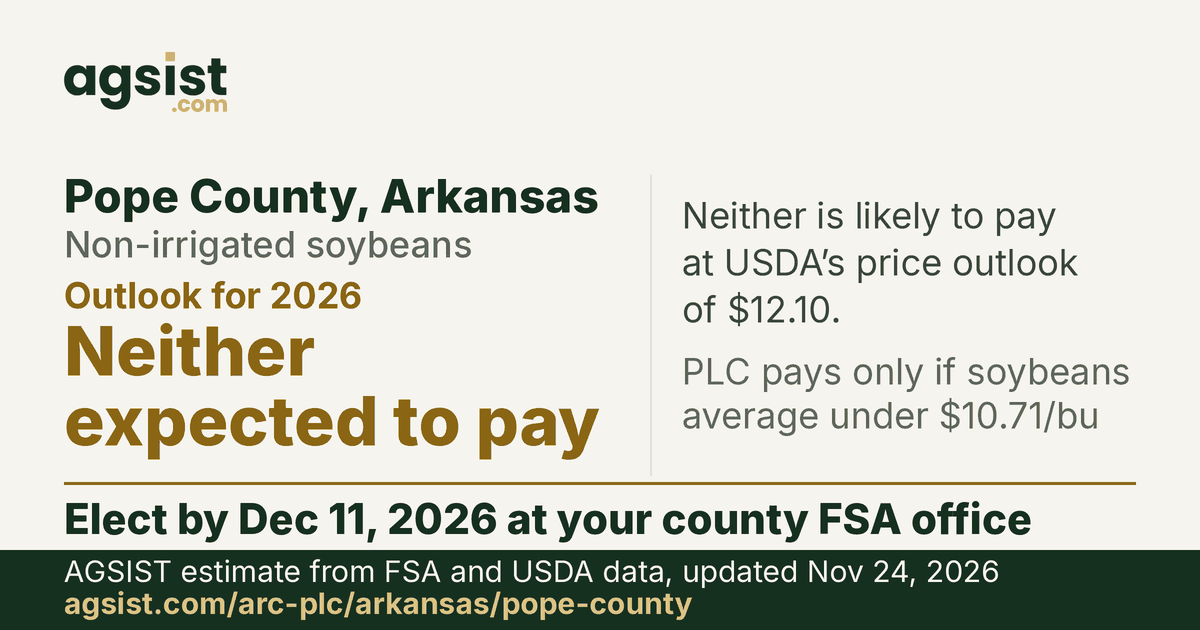 agsist
.com
Pope County, Arkansas
Non-irrigated soybeans
Outlook for 2026
Neither
expected to pay
Neither is likely to pay
at USDA’s price outlook
of $12.10.
PLC pays only if soybeans
average under $10.71/bu
Elect by Dec 11, 2026 at your county FSA office
AGSIST estimate from FSA and USDA data, updated Nov 24, 2026
agsist.com/arc-plc/arkansas/pope-county